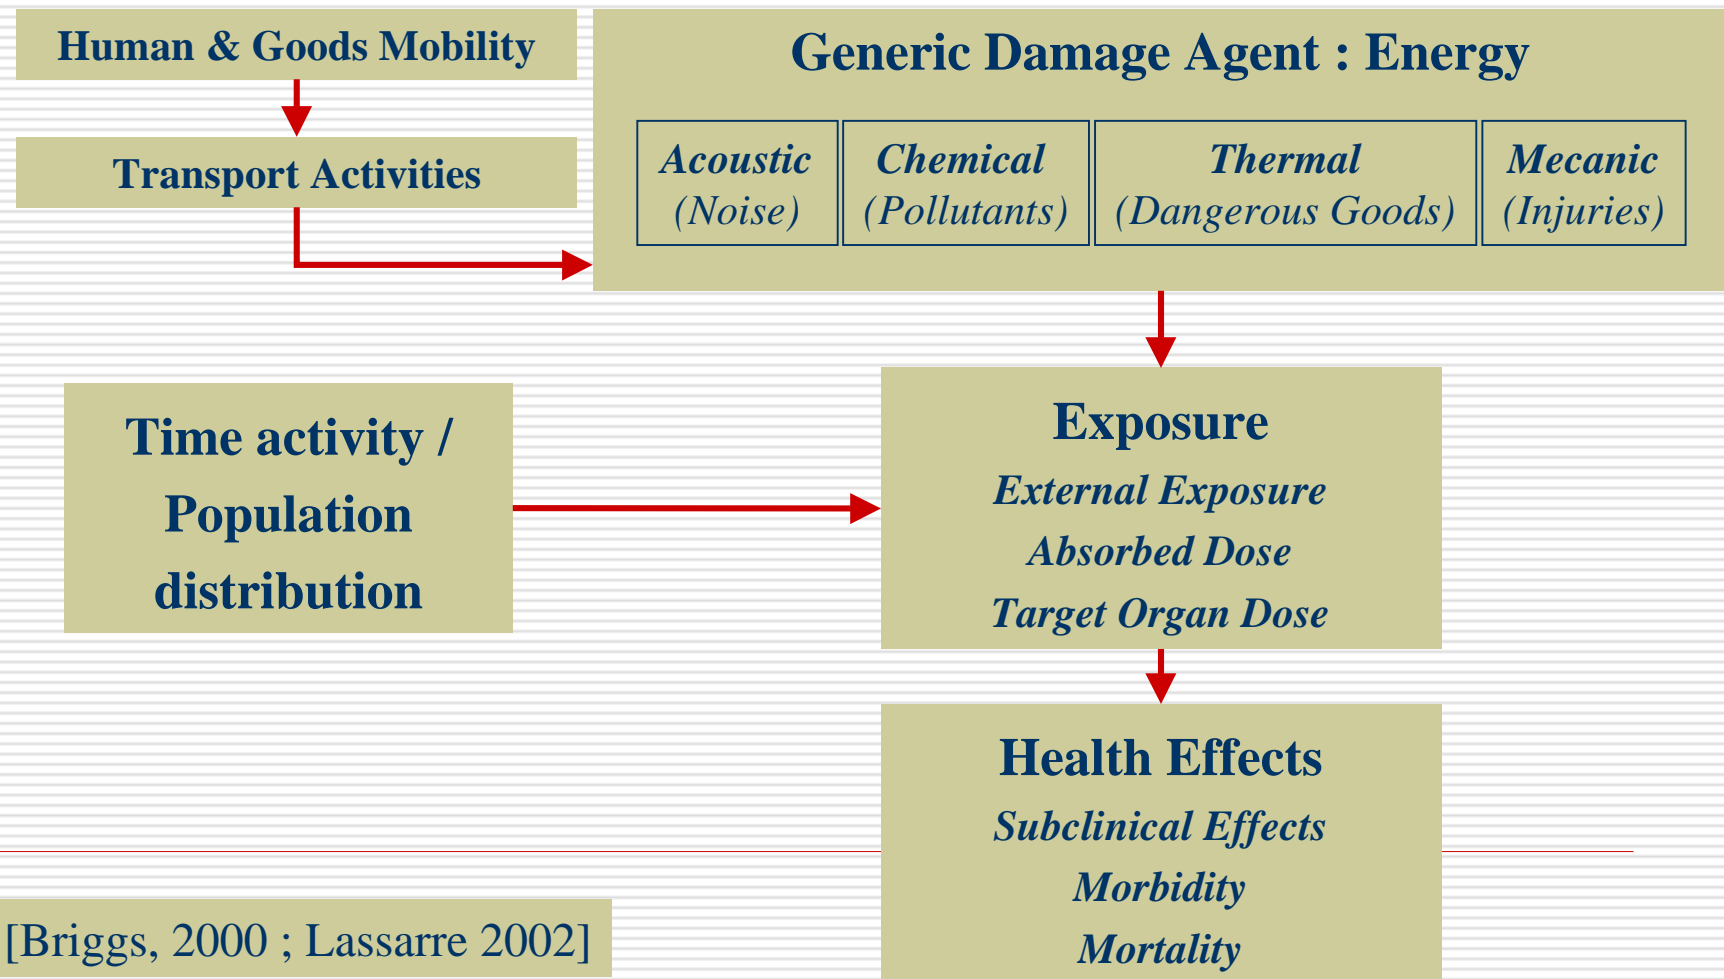 Human & Goods Mobility
Transport Activities
Generic Damage Agent : Energy
Acoustic
(Noise)
Chemical
(Pollutants)
Thermal
(Dangerous Goods)
Mecanic
(Injuries)
Time activity /
Population
distribution
Exposure
External Exposure
Absorbed Dose
Target Organ Dose
Health Effects
Subclinical Effects
Morbidity
Mortality
[Briggs, 2000 ; Lassarre 2002]